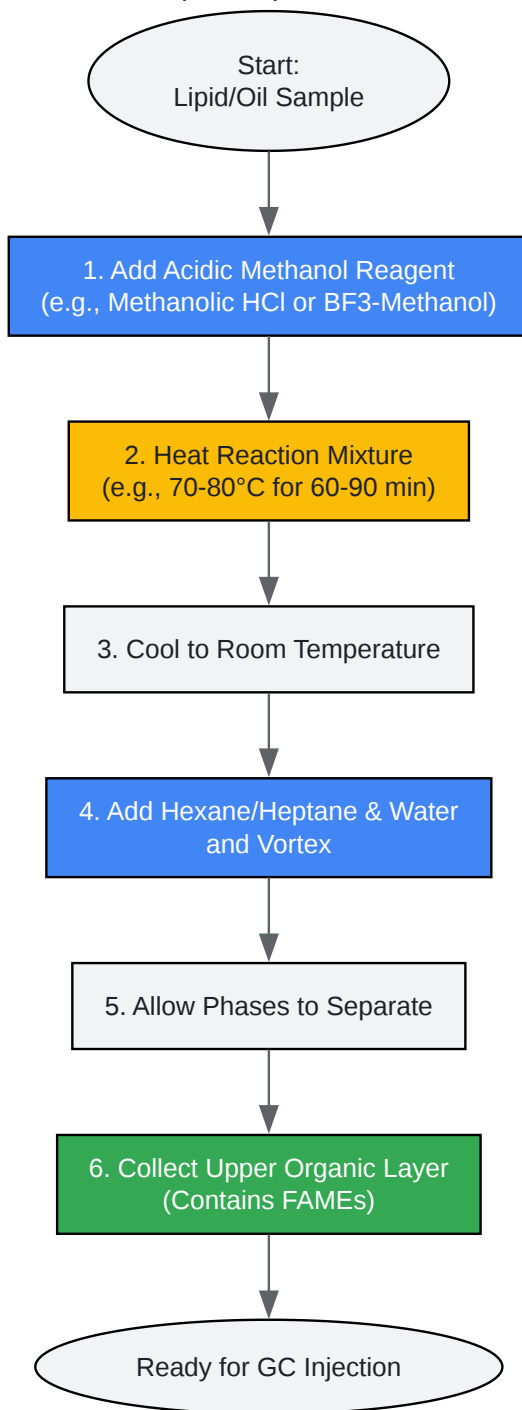 Start:
Lipid/Oil Sample
1. Add Acidic Methanol Reagent
(e.g., Methanolic HCl or BF3-Methanol)
2. Heat Reaction Mixture
(e.g., 70-80°C for 60-90 min)
3. Cool to Room Temperature
4. Add Hexane/Heptane & Water
and Vortex
5. Allow Phases to Separate
6. Collect Upper Organic Layer
(Contains FAMEs)
Ready for GC Injection